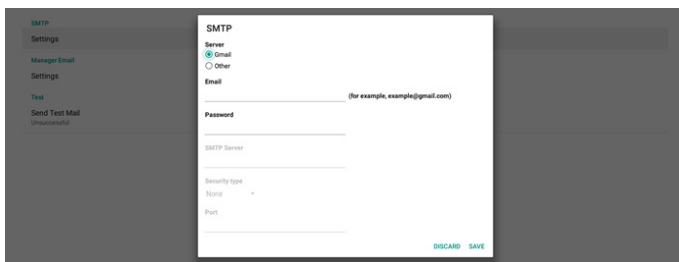 SMTP
Settings
Manager Email
Settings
Test
Send Test Mail
Unsuccessful
SMTP
Server
Gmail
Other
Email
(for example, example@gmail.com)
Password
SMTP Server
Security type
None
Port
DISCARD SAVE